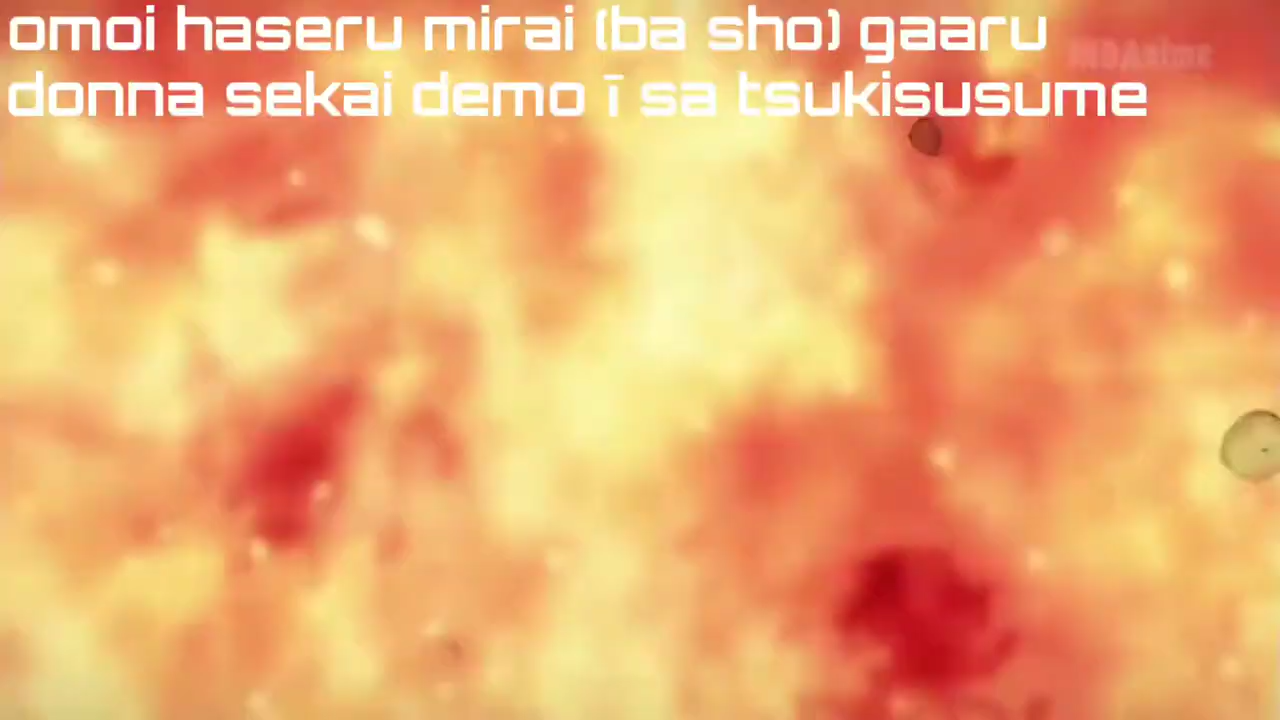 omoi haseru mirai (ba sho) gaaru
donna sekai demo ī sa tsukisusume